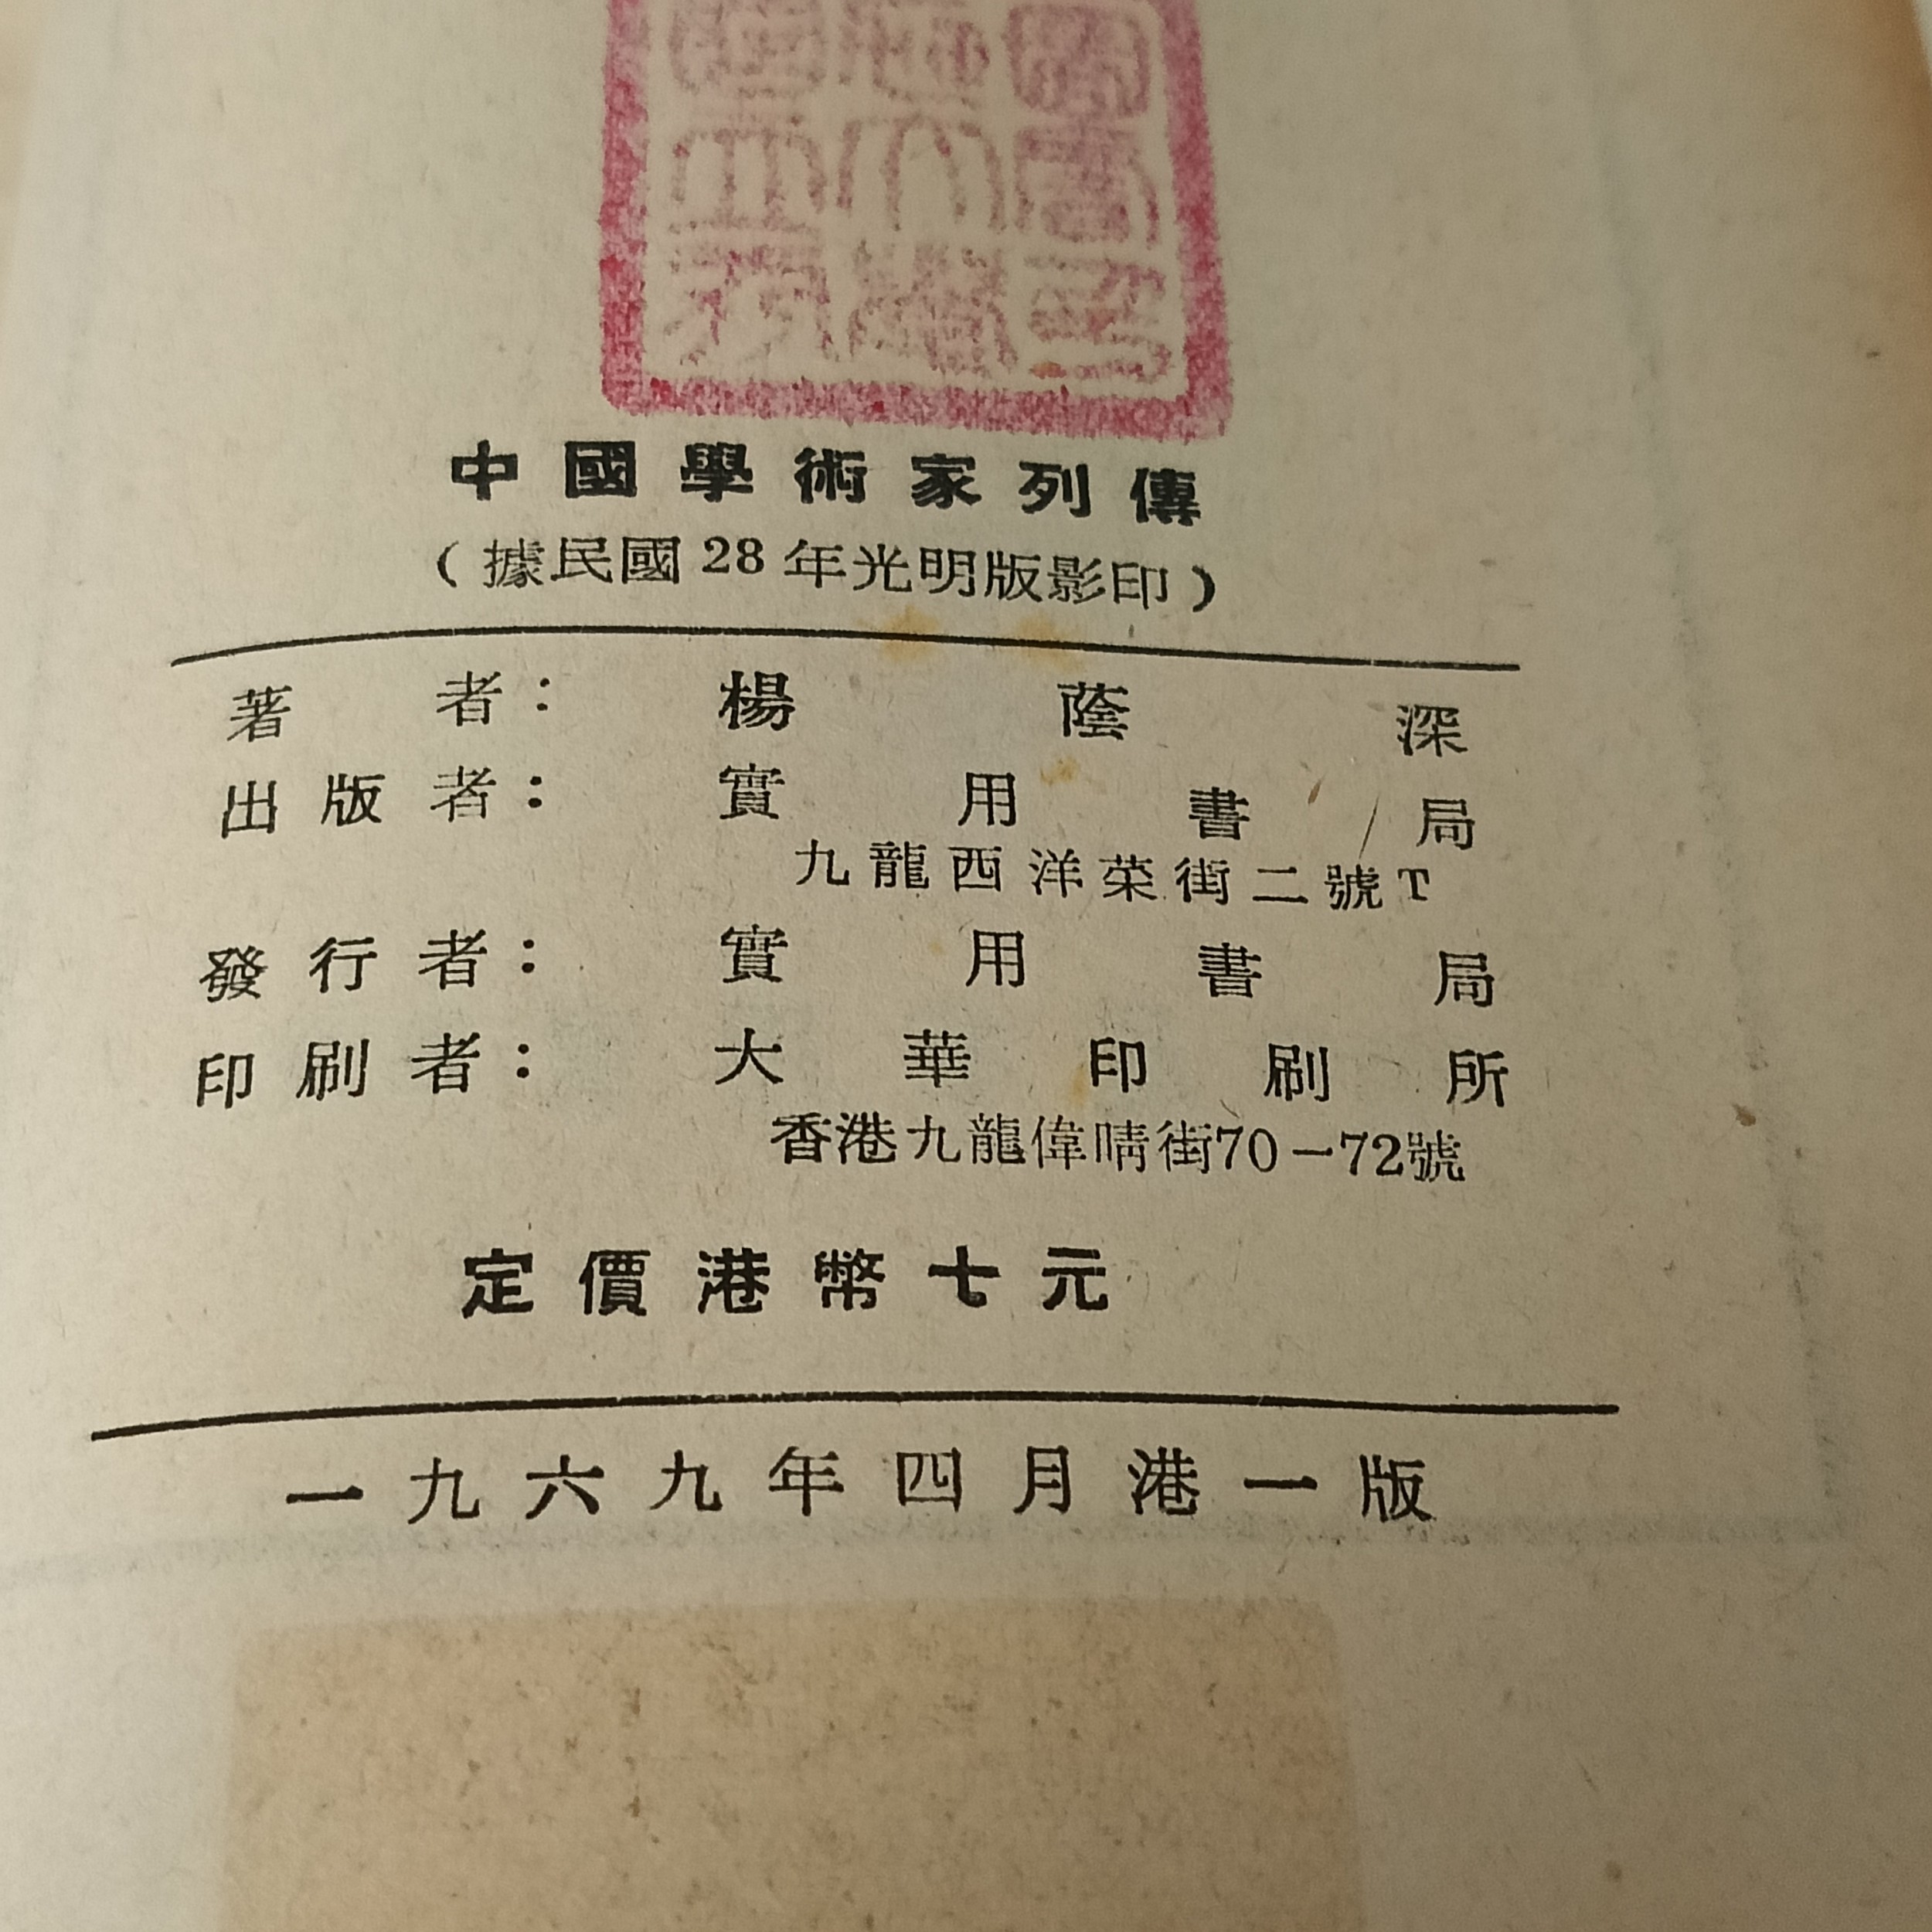 中國學術家列傳
（據民國28年光明版影印）
著者：楊蔭深
出版者：實用書局
九龍西洋菜街二號T
發行者：實用書局
印刷者：大華印刷所
香港九龍偉晴街70－72號
定價港幣七元
一九六九年四月港一版